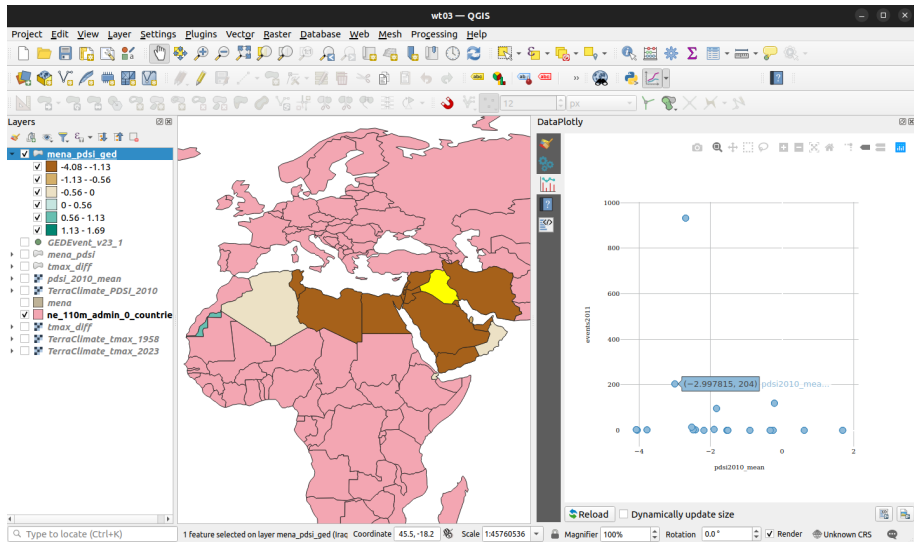 wt03 — QGIS
Project Edit View Layer Settings Plugins Vector Raster Database Web Mesh Processing Help
abc abc abc »
12 px
Layers
mena_pdsi_ged
-4.08 - -1.13
-1.13 - -0.56
-0.56 - 0
0 - 0.56
0.56 - 1.13
1.13 - 1.69
GEDEvent_v23_1
mena_pdsi
tmax_diff
pdsi_2010_mean
TerraClimate_PDSI_2010
mena
ne_110m_admin_0_countrie
tmax_diff
TerraClimate_tmax_1958
TerraClimate_tmax_2023
DataPlotly
1000
800
600
400
200
0
events2011
(−2.997815, 204) pdsi2010_mea...
−4 −2 0 2
pdsi2010_mean
Reload Dynamically update size
Type to locate (Ctrl+K) 1 feature selected on layer mena_pdsi_ged (Iraq Coordinate 45.5,-18.2 Scale 1:45760536 Magnifier 100% Rotation 0.0° Render Unknown CRS